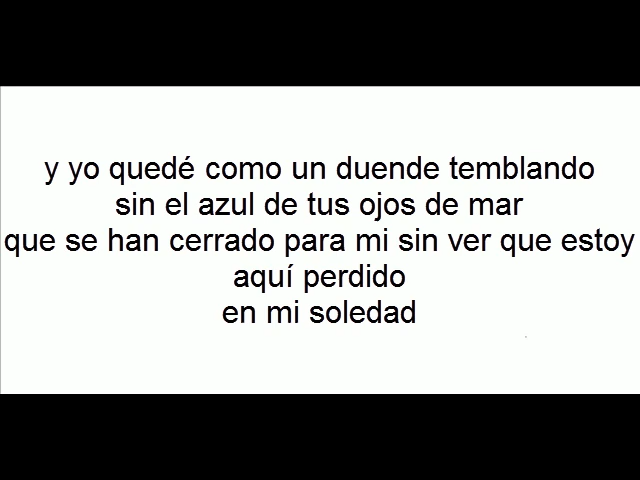 y yo quedé como un duende temblando
sin el azul de tus ojos de mar
que se han cerrado para mi sin ver que estoy
aquí perdido
en mi soledad